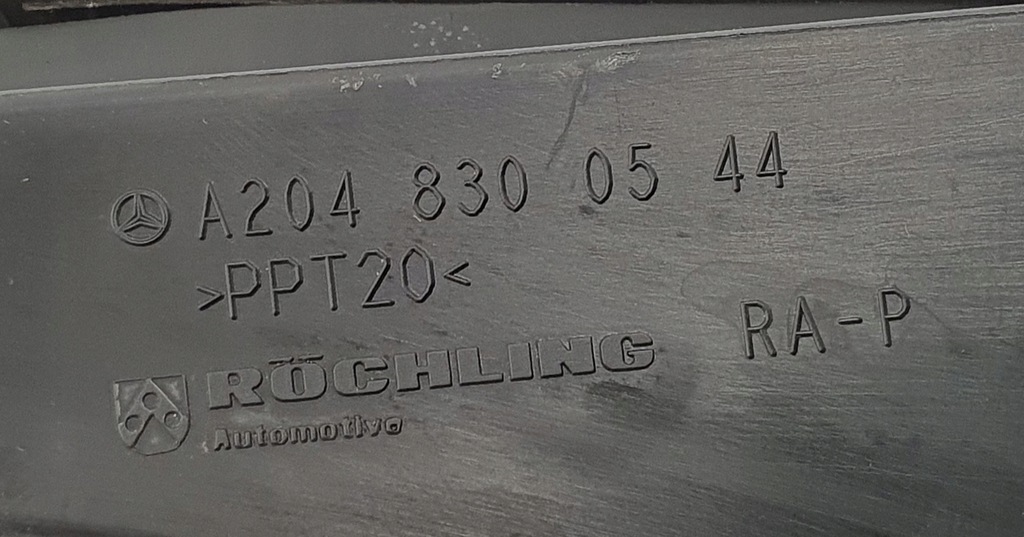 A204 830 05 44
>PPT20<
RA-P
RÖCHLING
Automotive